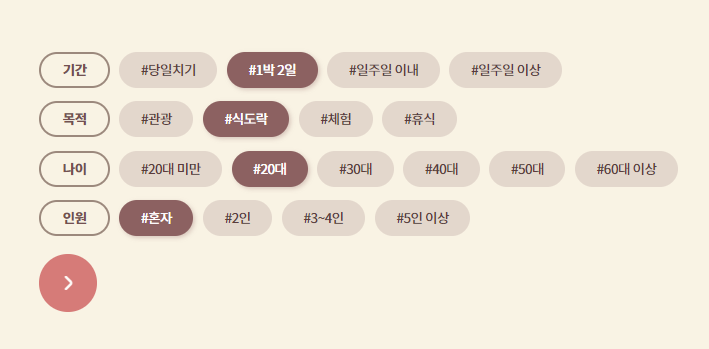 기간 #당일치기 #1박 2일 #일주일 이내 #일주일 이상
목적 #관광 #식도락 #체험 #휴식
나이 #20대 미만 #20대 #30대 #40대 #50대 #60대 이상
인원 #혼자 #2인 #3~4인 #5인 이상